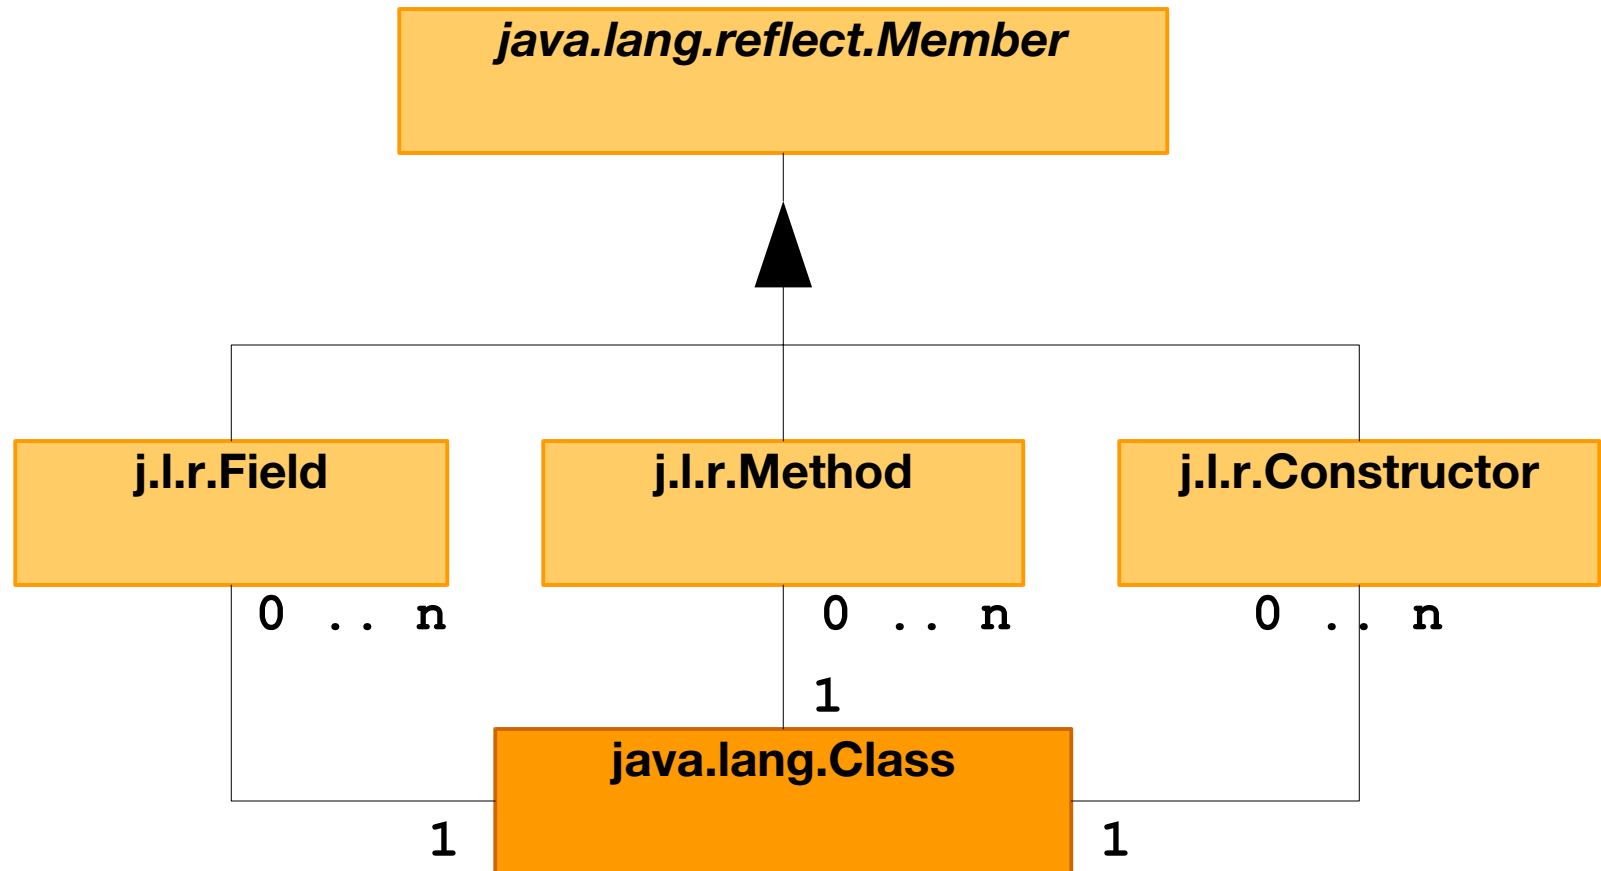 java.lang.reflect.Member
j.l.r.Field
j.l.r.Method
j.l.r.Constructor
0 .. n
0 .. n
0 .. n
1
java.lang.Class
1
1